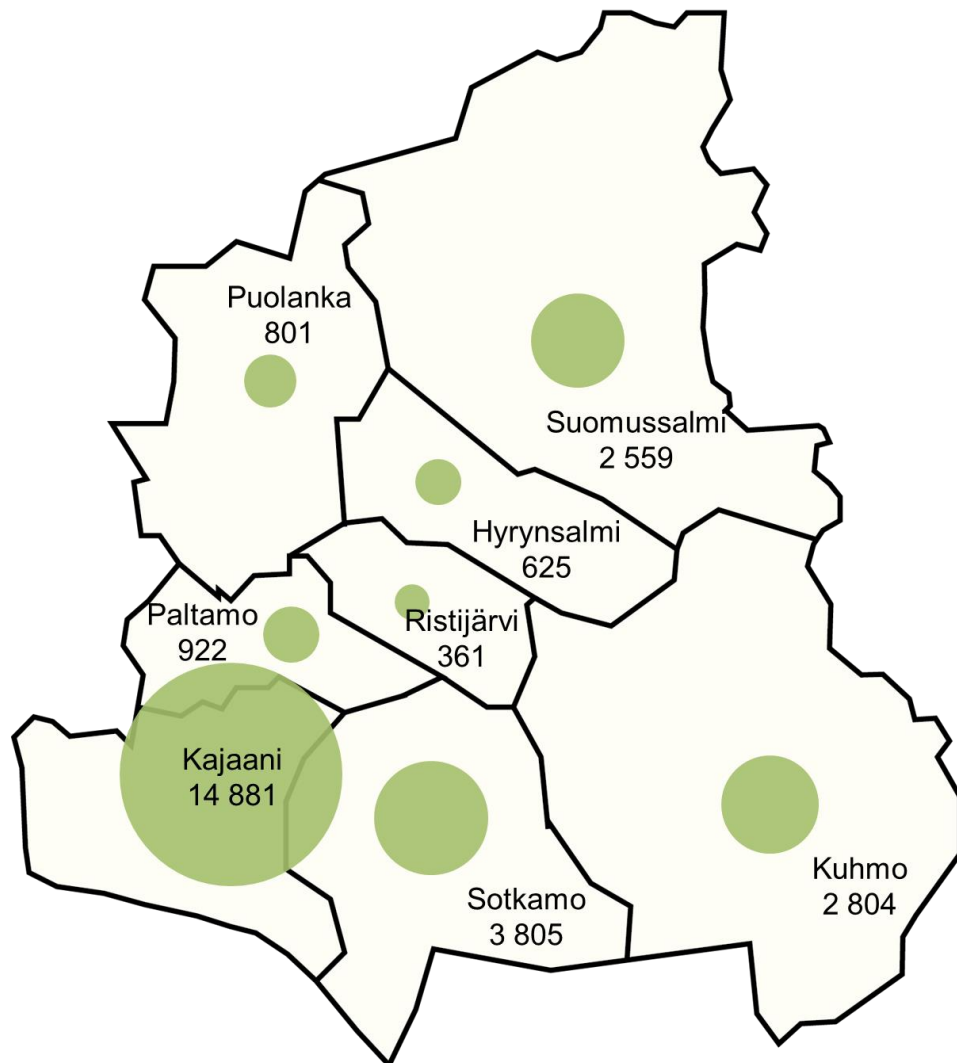 Puolanka
801
Suomussalmi
2 559
Hyrynsalmi
625
Paltamo
922
Ristijärvi
361
Kajaani
14 881
Sotkamo
3 805
Kuhmo
2 804